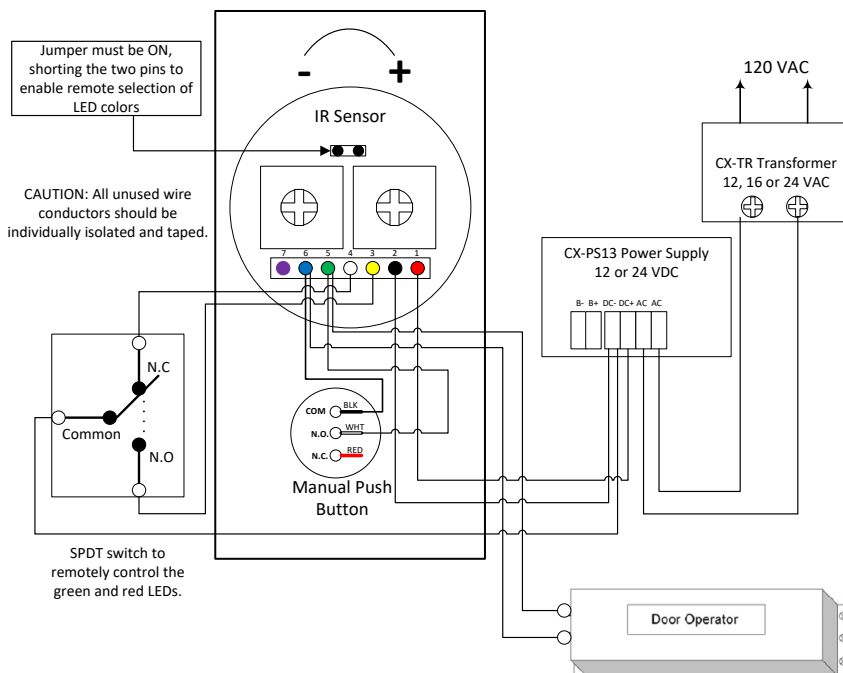 Jumper must be ON,
shorting the two pins to
enable remote selection of
LED colors
-
+
IR Sensor
120 VAC
CX-TR Transformer
12, 16 or 24 VAC
CAUTION: All unused wire
conductors should be
individually isolated and taped.
7 6 5 4 3 2 1
CX-PS13 Power Supply
12 or 24 VDC
B- B+ DC- DC+ AC AC
N.C
Common
N.O
COM BLK
N.O. WHT
N.C. RED
Manual Push
Button
SPDT switch to
remotely control the
green and red LEDs.
Door Operator